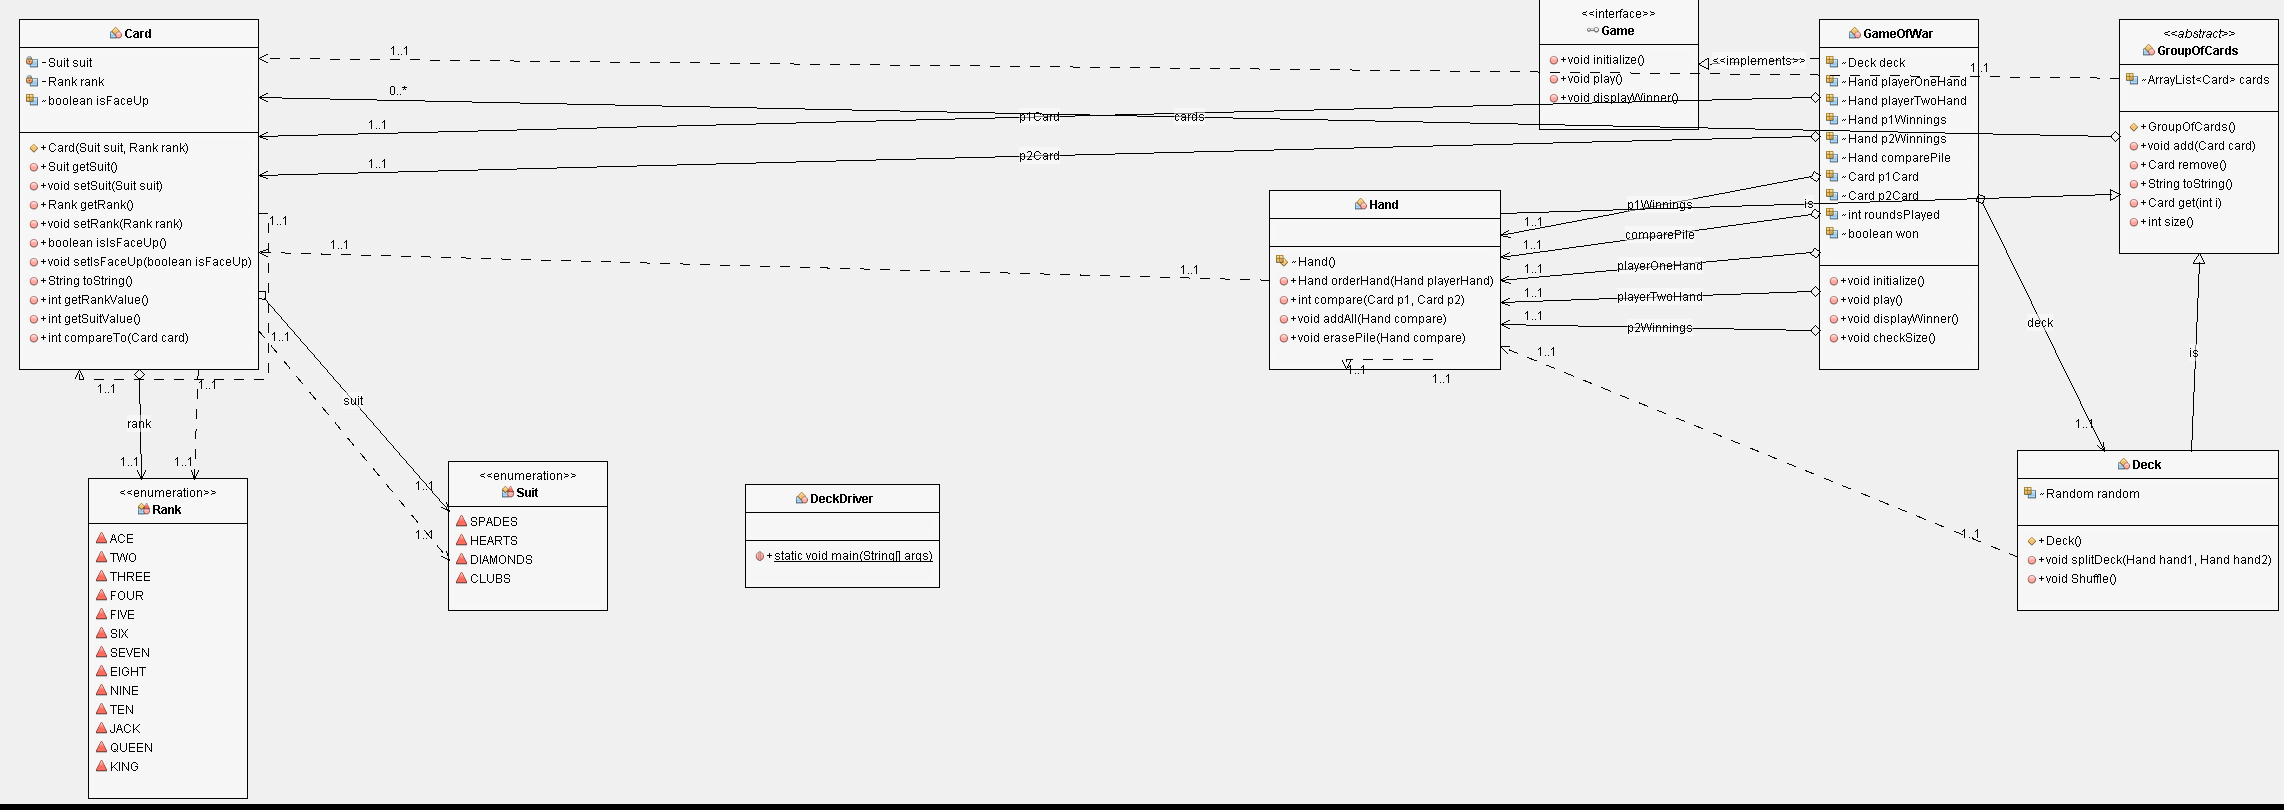 Card
-Suit suit
-Rank rank
~boolean isFaceUp
+Card(Suit suit, Rank rank)
+Suit getSuit()
+void setSuit(Suit suit)
+Rank getRank()
+void setRank(Rank rank)
+boolean isIsFaceUp()
+void setIsFaceUp(boolean isFaceUp)
+String toString()
+int getRankValue()
+int getSuitValue()
+int compareTo(Card card)
1..1
0..*
1..1
1..1
1..1
1..1
1..1
1..1
1..1
p1Card
cards
p2Card
1..1
<<interface>>
Game
+void initialize()
+void play()
+void displayWinner()
<<implements>>
GameOfWar
~Deck deck
~Hand playerOneHand
~Hand playerTwoHand
~Hand p1Winnings
~Hand p2Winnings
~Hand comparePile
~Card p1Card
~Card p2Card
~int roundsPlayed
~boolean won
+void initialize()
+void play()
+void displayWinner()
+void checkSize()
1..1
<<abstract>>
GroupOfCards
~ArrayList<Card> cards
+GroupOfCards()
+void add(Card card)
+Card remove()
+String toString()
+Card get(int i)
+int size()
Hand
~Hand()
+Hand orderHand(Hand playerHand)
+int compare(Card p1, Card p2)
+void addAll(Hand compare)
+void erasePile(Hand compare)
1..1
1..1
p1Winnings
is
1..1
comparePile
1..1
playerOneHand
1..1
playerTwoHand
1..1
p2Winnings
1..1
1..1
deck
is
1..1
1..1
rank
suit
1..1
1..1
1..1
1..1
<<enumeration>>
Rank
ACE
TWO
THREE
FOUR
FIVE
SIX
SEVEN
EIGHT
NINE
TEN
JACK
QUEEN
KING
<<enumeration>>
Suit
SPADES
HEARTS
DIAMONDS
CLUBS
DeckDriver
+static void main(String[] args)
Deck
~Random random
+Deck()
+void splitDeck(Hand hand1, Hand hand2)
+void Shuffle()